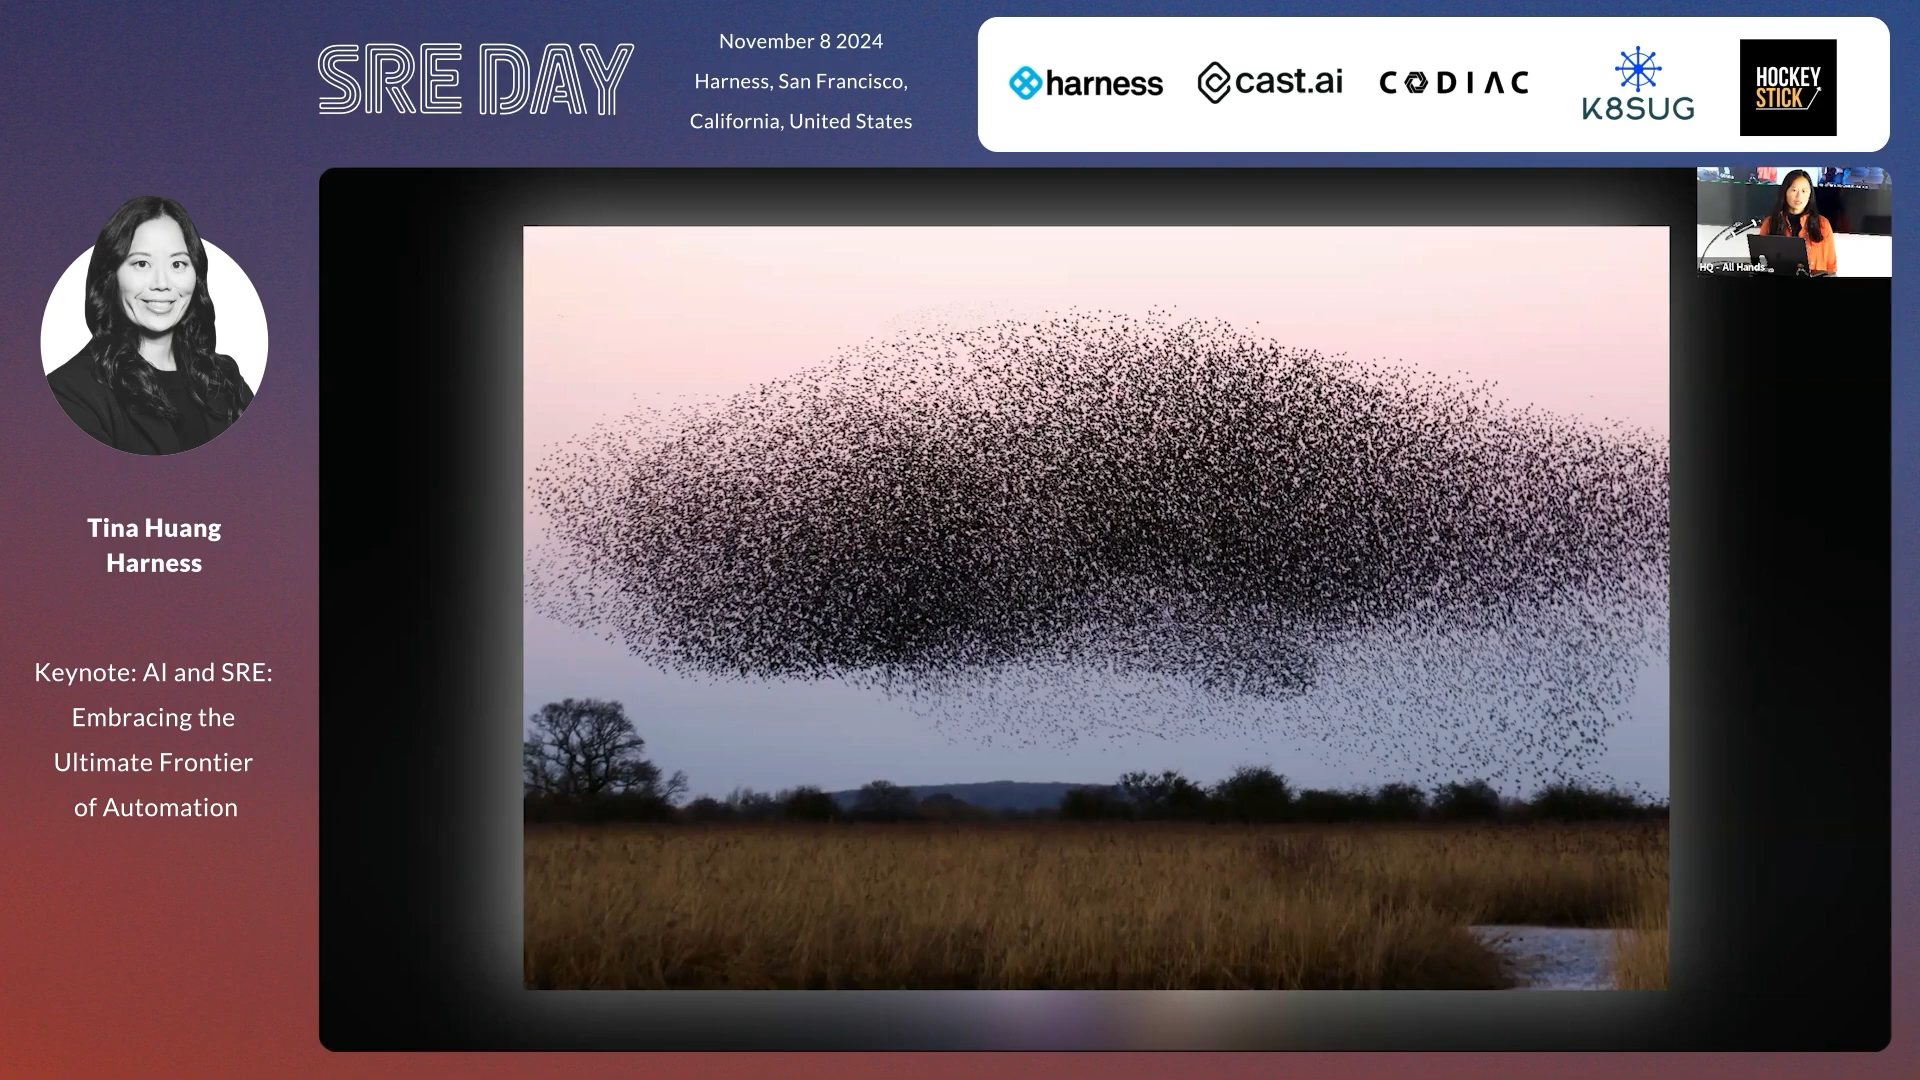 SRE DAY
November 8 2024
Harness, San Francisco,
California, United States
harness
cast.ai
CODIAC
K8SUG
HOCKEY
STICK
HQ - All Hands
Tina Huang
Harness
Keynote: AI and SRE:
Embracing the
Ultimate Frontier
of Automation